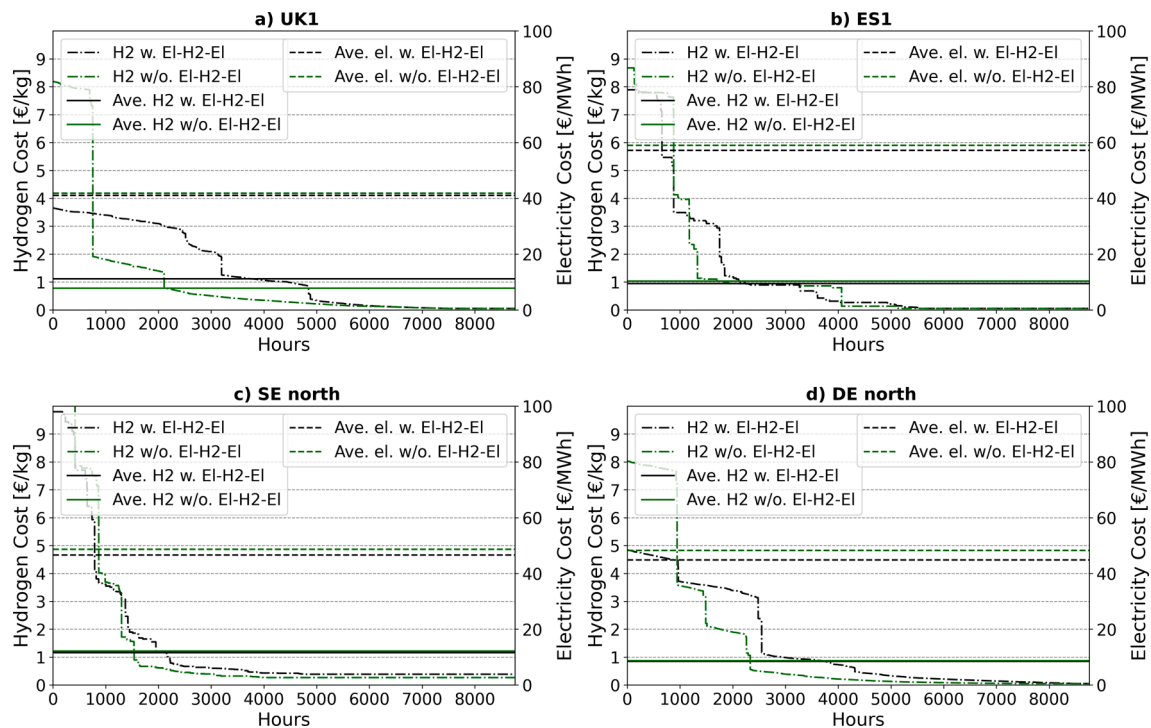 a) UK1
H2 w. El-H2-El
H2 w/o. El-H2-El
Ave. H2 w. El-H2-El
Ave. H2 w/o. El-H2-El
Ave. el. w. El-H2-El
Ave. el. w/o. El-H2-El
Hydrogen Cost [€/kg]
9
8
7
6
5
4
3
2
1
0
0 1000 2000 3000 4000 5000 6000 7000 8000
Hours
100
80
60
40
20
0
Electricity Cost [€/MWh]
b) ES1
H2 w. El-H2-El
H2 w/o. El-H2-El
Ave. H2 w. El-H2-El
Ave. H2 w/o. El-H2-El
Ave. el. w. El-H2-El
Ave. el. w/o. El-H2-El
Hydrogen Cost [€/kg]
9
8
7
6
5
4
3
2
1
0
0 1000 2000 3000 4000 5000 6000 7000 8000
Hours
100
80
60
40
20
0
Electricity Cost [€/MWh]
c) SE north
H2 w. El-H2-El
H2 w/o. El-H2-El
Ave. H2 w. El-H2-El
Ave. H2 w/o. El-H2-El
Ave. el. w. El-H2-El
Ave. el. w/o. El-H2-El
Hydrogen Cost [€/kg]
9
8
7
6
5
4
3
2
1
0
0 1000 2000 3000 4000 5000 6000 7000 8000
Hours
100
80
60
40
20
0
Electricity Cost [€/MWh]
d) DE north
H2 w. El-H2-El
H2 w/o. El-H2-El
Ave. H2 w. El-H2-El
Ave. H2 w/o. El-H2-El
Ave. el. w. El-H2-El
Ave. el. w/o. El-H2-El
Hydrogen Cost [€/kg]
9
8
7
6
5
4
3
2
1
0
0 1000 2000 3000 4000 5000 6000 7000 8000
Hours
100
80
60
40
20
0
Electricity Cost [€/MWh]